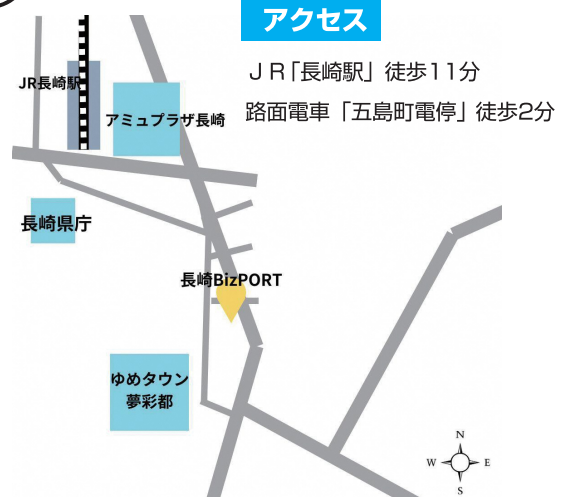 アクセス
JR「長崎駅」徒歩11分
路面電車「五島町電停」徒歩2分
JR長崎駅
アミュプラザ長崎
長崎県庁
長崎BizPORT
ゆめタウン
夢彩都
N
W E
S